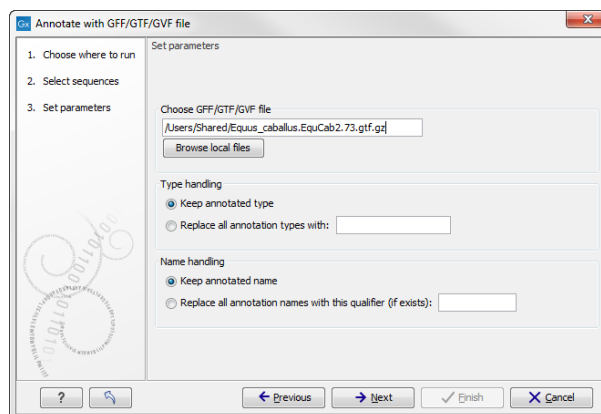 Gx Annotate with GFF/GTF/GVF file
1. Choose where to run
2. Select sequences
3. Set parameters
Set parameters
Choose GFF/GTF/GVF file
/Users/Shared/Equus_caballus.EquCab2.73.gtf.gz
Browse local files
Type handling
Keep annotated type
Replace all annotation types with:
Name handling
Keep annotated name
Replace all annotation names with this qualifier (if exists):
? Previous Next Finish Cancel